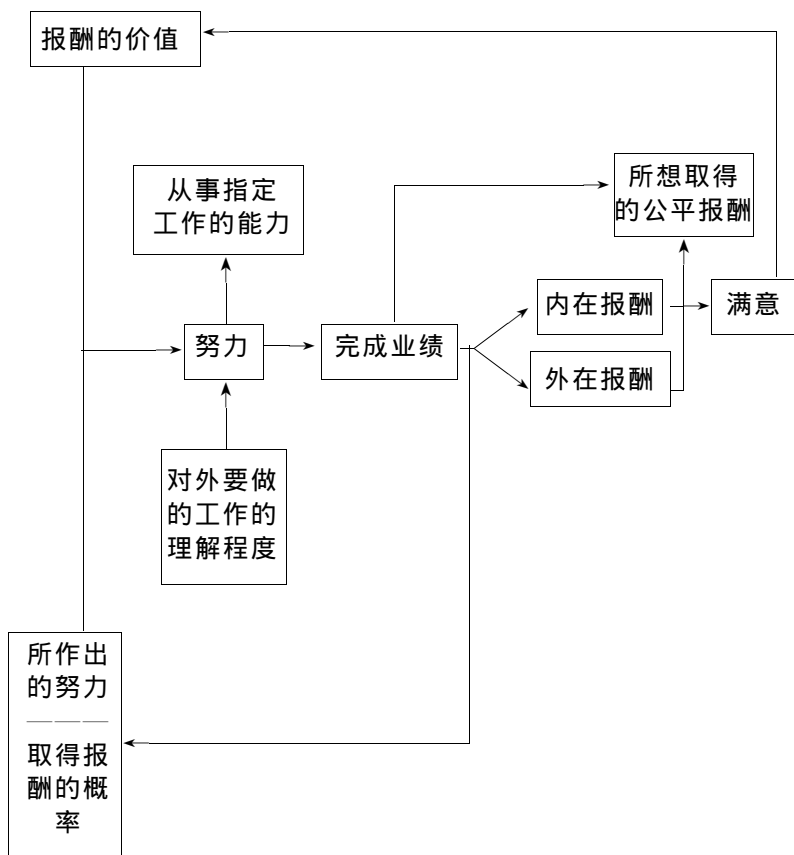 报酬的价值
从事指定
工作的能力
所想取得
的公平报酬
内在报酬
满意
努力
完成业绩
外在报酬
对外要做
的工作的
理解程度
所作出
的努力
———
取得报
酬的概
率